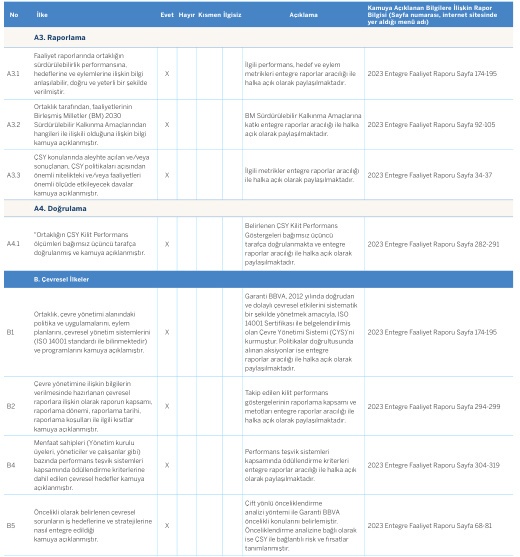 No İlke Evet Hayır Kısmen İlgisiz Açıklama Kamuya Açıklanan Bilgilere İlişkin Rapor
Bilgisi (Sayfa numarası, internet sitesinde
yer aldığı menü adı)
A3. Raporlama
A3.1
Faaliyet raporlarında ortaklığın
sürdürülebilirlik performansına,
hedeflerine ve eylemlerine ilişkin bilgi
anlaşılabilir, doğru ve yeterli bir şekilde
verilmiştir.
X
İlgili performans, hedef ve eylem
metrikleri entegre raporlar aracılığı ile
halka açık olarak paylaşılmaktadır.
2023 Entegre Faaliyet Raporu Sayfa 174-195
A3.2
Ortaklık tarafından, faaliyetlerinin
Birleşmiş Milletler (BM) 2030
Sürdürülebilir Kalkınma Amaçlarından
hangileri ile ilişkili olduğuna ilişkin bilgi
kamuya açıklanmıştır.
X
BM Sürdürülebilir Kalkınma Amaçlarına
katkı entegre raporlar aracılığı ile halka
açık olarak paylaşılmaktadır.
2023 Entegre Faaliyet Raporu Sayfa 92-105
A3.3
ÇSY konularında aleyhte açılan ve/veya
sonuçlanan, ÇSY politikaları açısından
önemli nitelikteki ve/veya faaliyetleri
önemli ölçüde etkileyecek davalar
kamuya açıklanmıştır.
X
İlgili metrikler entegre raporlar aracılığı
ile halka açık olarak paylaşılmaktadır.
2023 Entegre Faaliyet Raporu Sayfa 34-37
A4. Doğrulama
A4.1
"Ortaklığın ÇSY Kilit Performans
ölçümleri bağımsız üçüncü tarafça
doğrulanmış ve kamuya açıklanmıştır.
X
Belirlenen ÇSY Kilit Performans
Göstergeleri bağımsız üçüncü
tarafça doğrulanmakta ve entegre
raporlar aracılığı ile halka açık olarak
paylaşılmaktadır.
2023 Entegre Faaliyet Raporu Sayfa 282-291
B. Çevresel İlkeler
B1
Ortaklık, çevre yönetimi alanındaki
politika ve uygulamalarını, eylem
planlarını, çevresel yönetim sistemlerini
(ISO 14001 standardı ile bilinmektedir)
ve programlarını kamuya açıklamıştır.
X
Garanti BBVA, 2012 yılında doğrudan
ve dolaylı çevresel etkilerini sistematik
bir şekilde yönetmek amacıyla, ISO
14001 Sertifikası ile belgelendirilmiş
olan Çevre Yönetimi Sistemi (ÇYS)'ni
kurmuştur. Politikalar doğrultusunda
alınan aksiyonlar ise entegre
raporlar aracılığı ile halka açık olarak
paylaşılmaktadır.
2023 Entegre Faaliyet Raporu Sayfa 174-195
B2
Çevre yönetimine ilişkin bilgilerin
verilmesinde hazırlanan çevresel
raporlara ilişkin olarak raporun kapsamı,
raporlama dönemi, raporlama tarihi,
raporlama koşulları ile ilgili kısıtlar
kamuya açıklanmıştır.
X
Takip edilen kilit performans
göstergelerinin raporlama kapsamı ve
metotları entegre raporlar aracılığı ile
halka açık olarak paylaşılmaktadır.
2023 Entegre Faaliyet Raporu Sayfa 294-299
B4
Menfaat sahipleri (Yönetim kurulu
üyeleri, yöneticiler ve çalışanlar gibi)
bazında performans teşvik sistemleri
kapsamında ödüllendirme kriterlerine
dahil edilen çevresel hedefler kamuya
açıklanmıştır.
X
Performans teşvik sistemleri
kapsamında ödüllendirme kriterleri
entegre raporlar aracılığı ile halka açık
olarak paylaşılmaktadır.
2023 Entegre Faaliyet Raporu Sayfa 304-319
B5
Öncelikli olarak belirlenen çevresel
sorunların iş hedeflerine ve stratejilerine
nasıl entegre edildiği
kamuya açıklanmıştır.
X
Çift yönlü önceliklendirme
analizi yöntemi ile Garanti BBVA
öncelikli konularını belirlemiştir.
Önceliklendirme analizine bağlı olarak
ise ÇSY ile bağlantılı risk ve fırsatlar
tanımlanmıştır.
2023 Entegre Faaliyet Raporu Sayfa 68-81